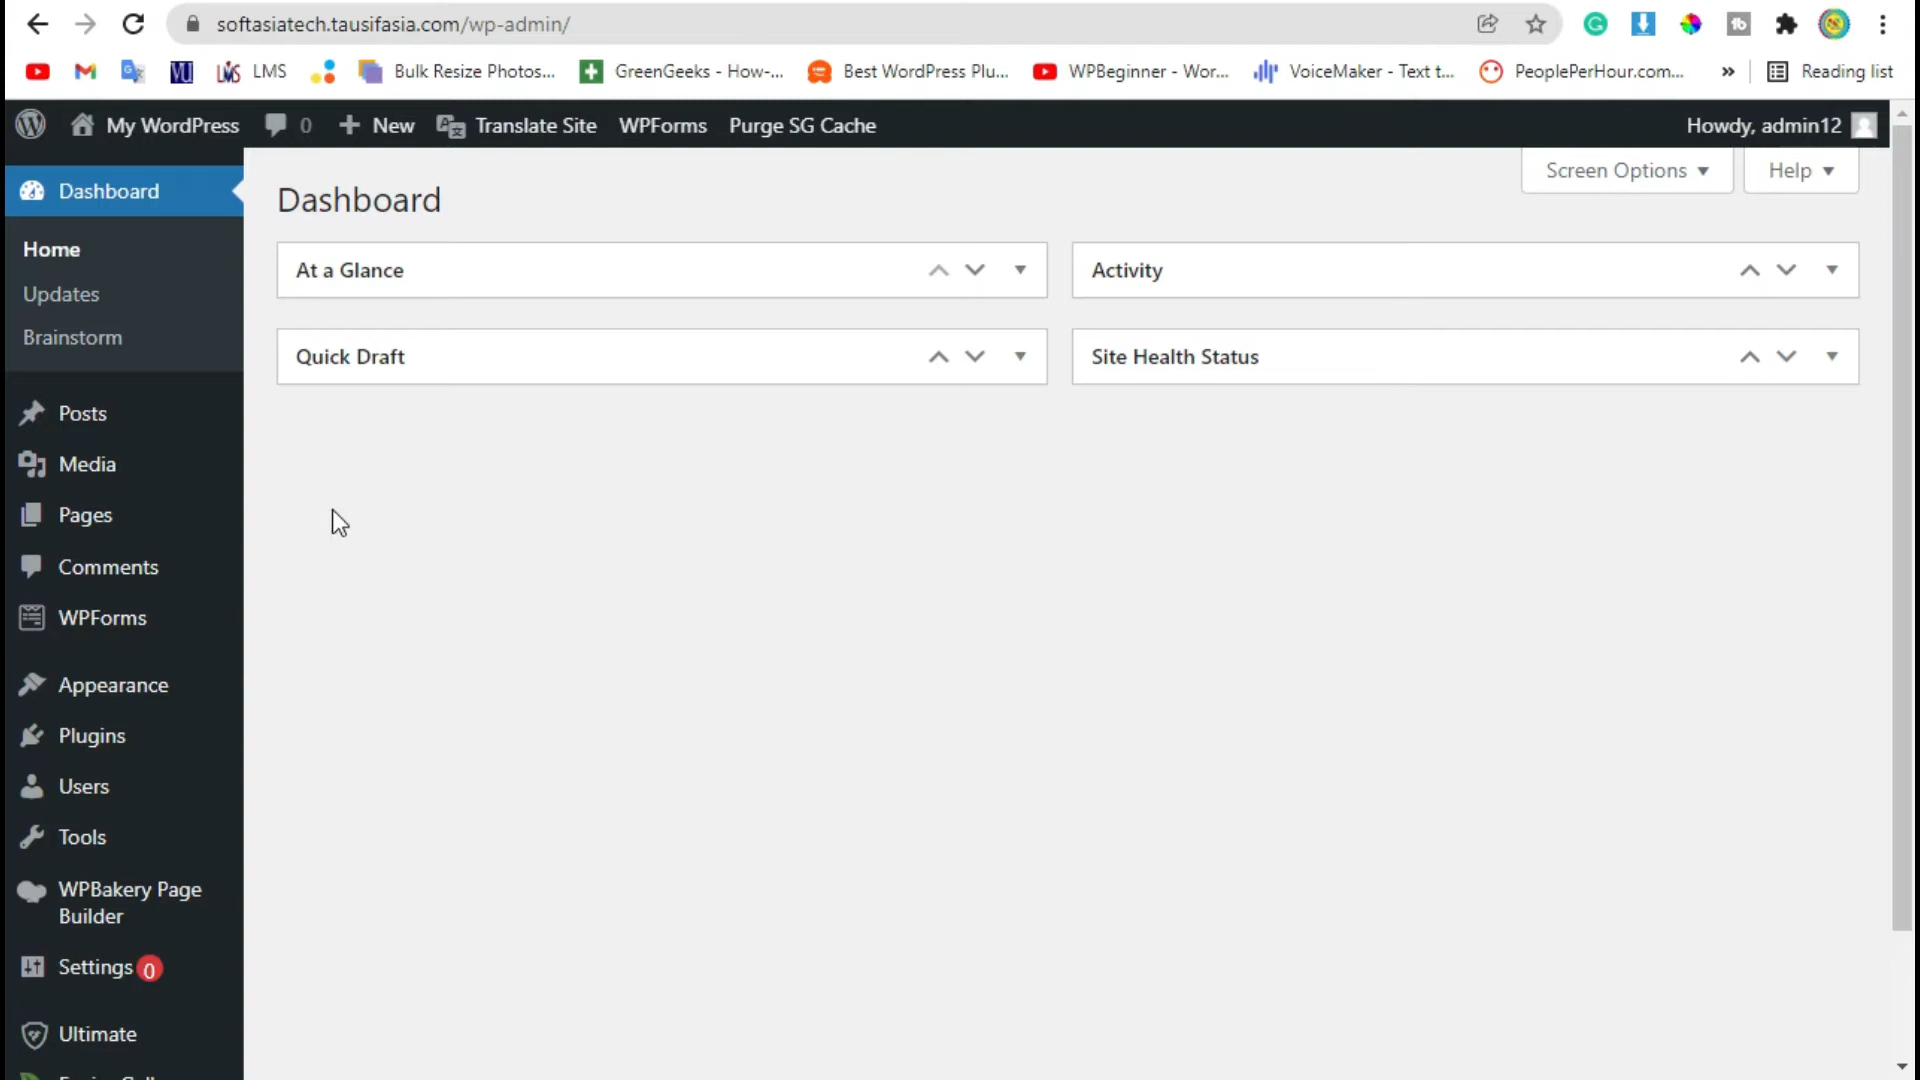 softasiatech.tausifasia.com/wp-admin/
LMS
Bulk Resize Photos...
GreenGeeks - How-...
Best WordPress Plu...
WPBeginner - Wor...
VoiceMaker - Text t...
PeoplePerHour.com...
»
Reading list
My WordPress
0
New
Translate Site
WPForms
Purge SG Cache
Howdy, admin12
Screen Options
Help
Dashboard
Home
Updates
Brainstorm
Posts
Media
Pages
Comments
WPForms
Appearance
Plugins
Users
Tools
WPBakery Page
Builder
Settings 0
Ultimate
Dashboard
At a Glance
Activity
Quick Draft
Site Health Status